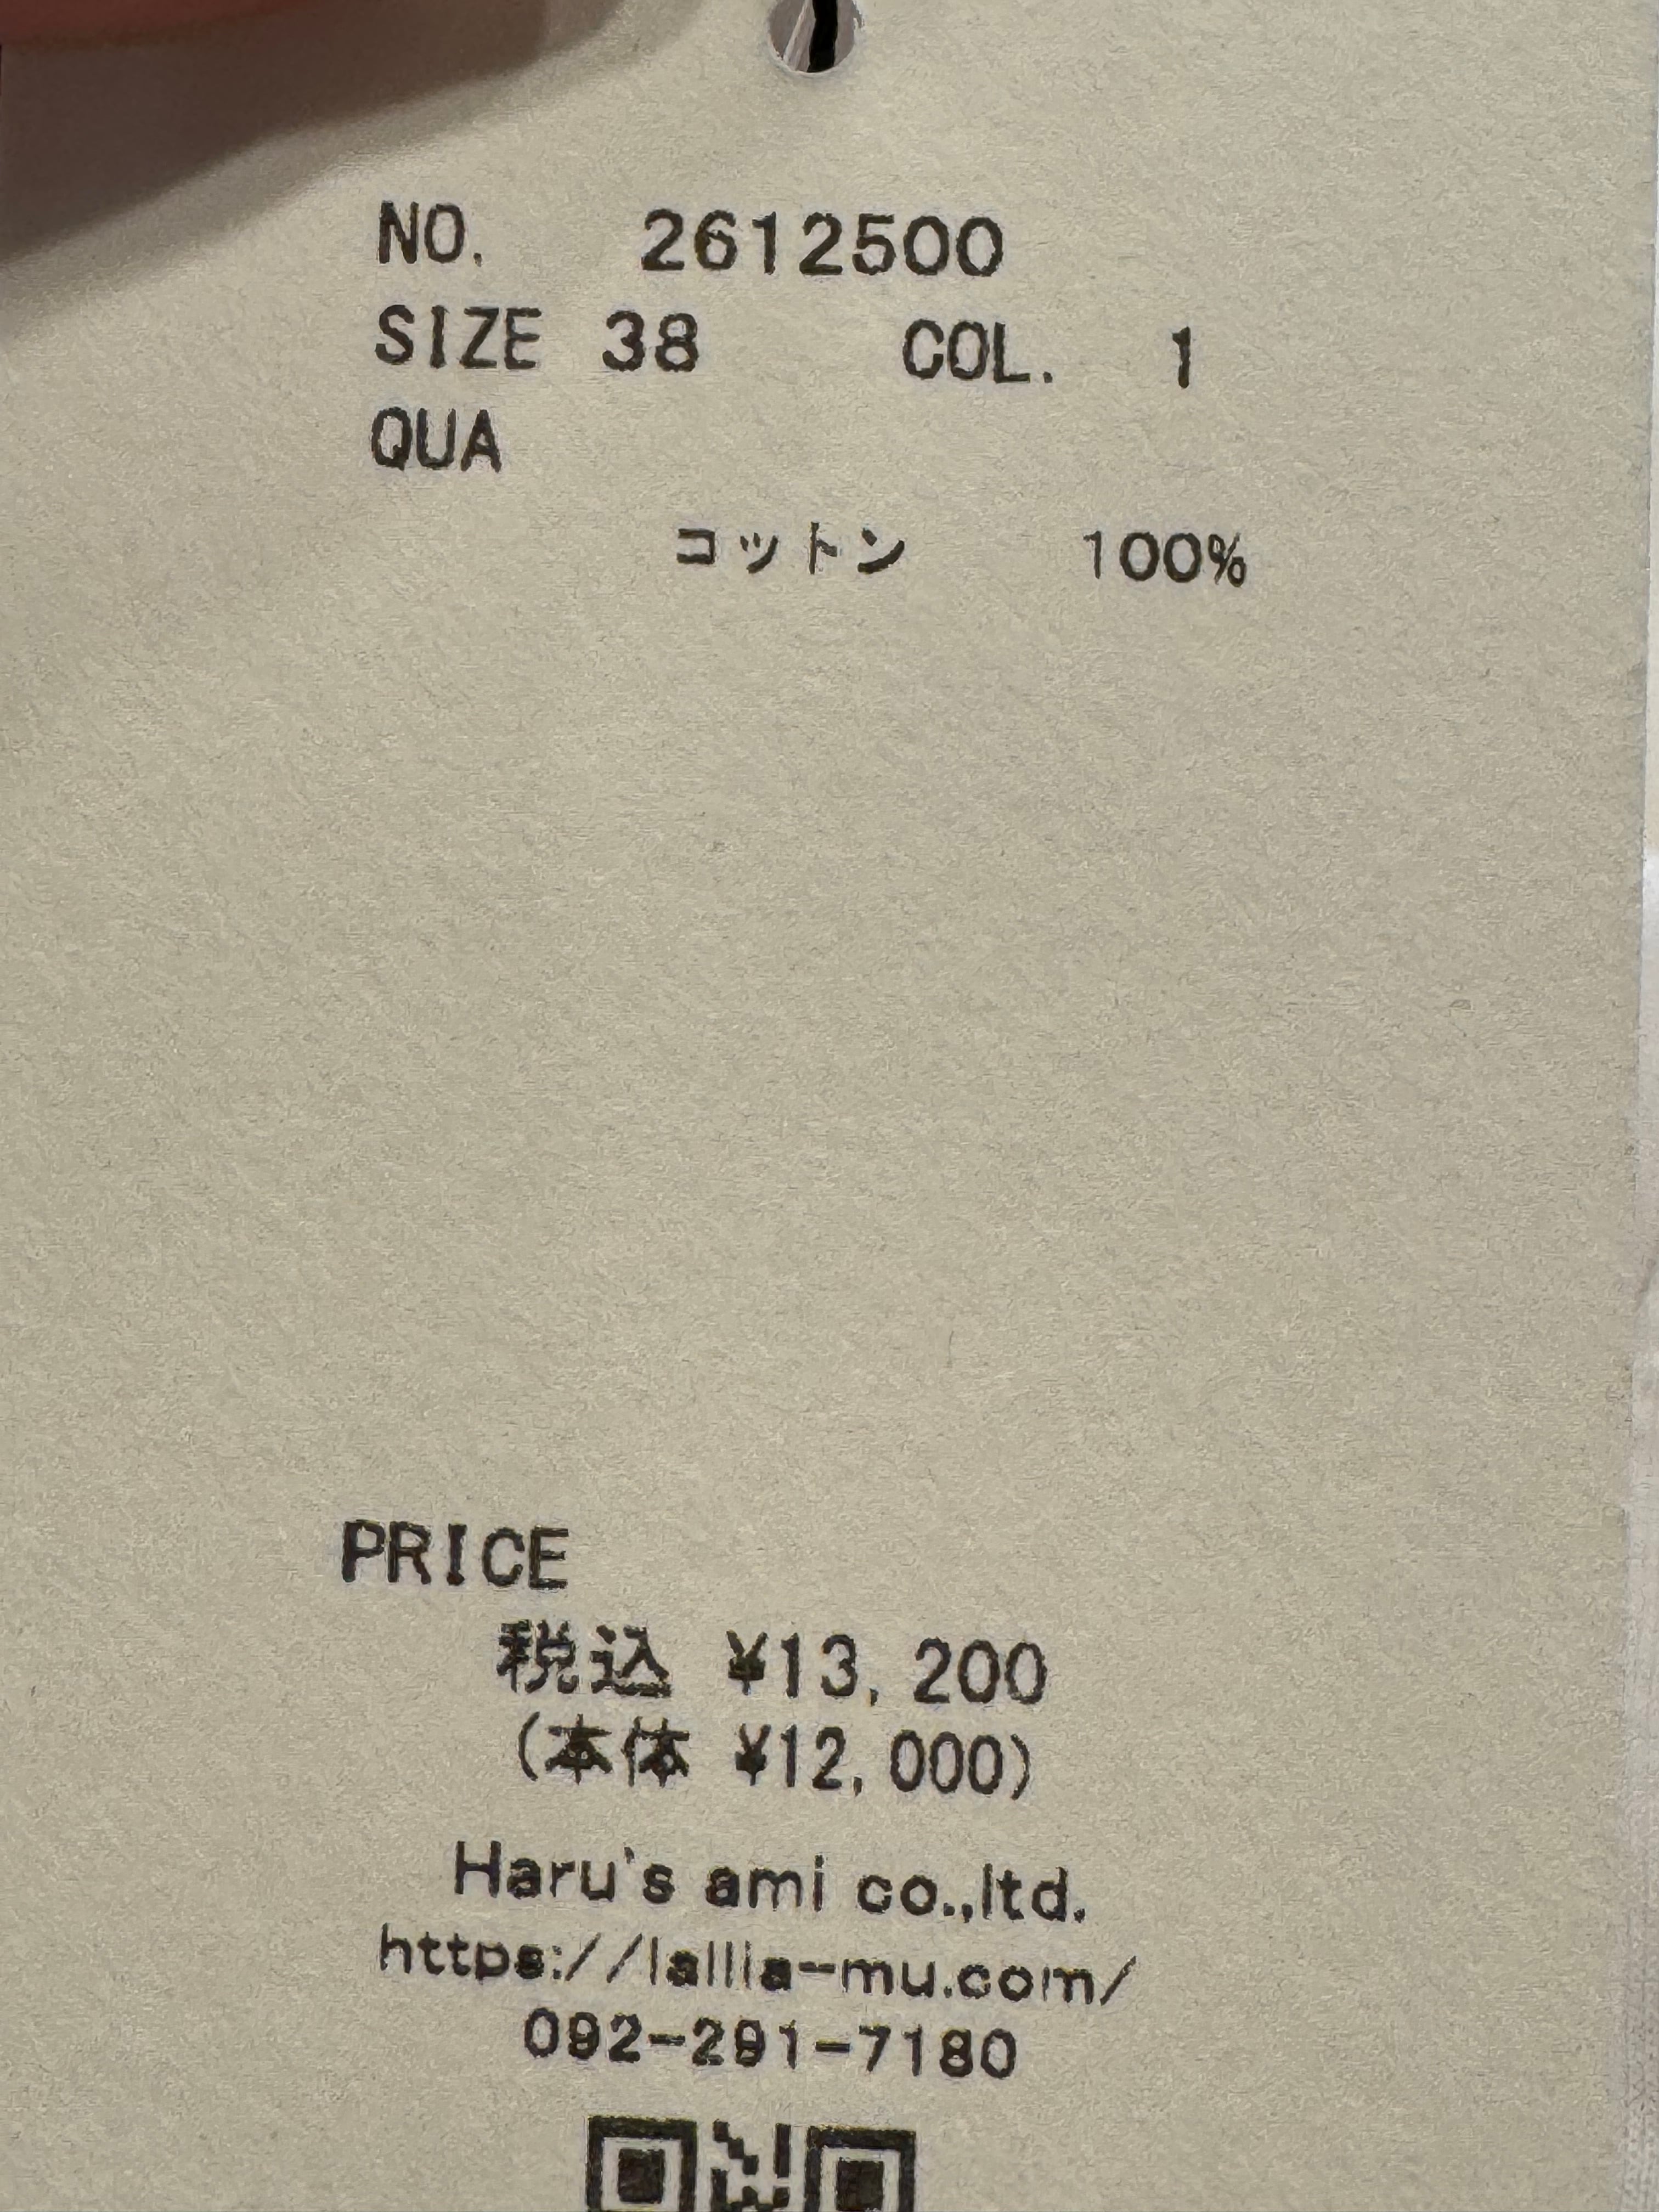 NO. 2612500
SIZE 38 COL. 1
QUA
コットン 100%
PRICE
税込 ¥13,200
(本体 ¥12,000)
Haru's ami co.,ltd.
https://lallia-mu.com/
092-291-7180